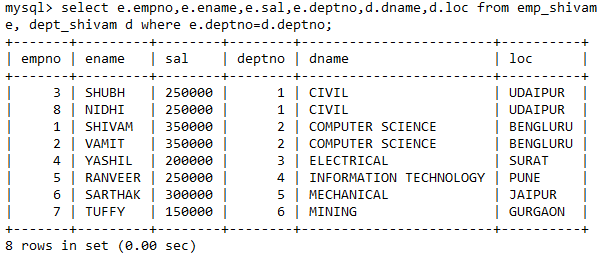 mysql> select e.empno,e.ename,e.sal,e.deptno,d.dname,d.loc from emp_shivam
e, dept_shivam d where e.deptno=d.deptno;
+-------+---------+--------+--------+------------------------+-----------+
| empno | ename   | sal    | deptno | dname                  | loc       |
+-------+---------+--------+--------+------------------------+-----------+
|     3 | SHUBH   | 250000 |      1 | CIVIL                  | UDAIPUR   |
|     8 | NIDHI   | 250000 |      1 | CIVIL                  | UDAIPUR   |
|     1 | SHIVAM  | 350000 |      2 | COMPUTER SCIENCE       | BENGLURU  |
|     2 | VAMIT   | 350000 |      2 | COMPUTER SCIENCE       | BENGLURU  |
|     4 | YASHIL  | 200000 |      3 | ELECTRICAL             | SURAT     |
|     5 | RANVEER | 250000 |      4 | INFORMATION TECHNOLOGY | PUNE      |
|     6 | SARTHAK | 300000 |      5 | MECHANICAL             | JAIPUR    |
|     7 | TUFFY   | 150000 |      6 | MINING                 | GURGAON   |
+-------+---------+--------+--------+------------------------+-----------+
8 rows in set (0.00 sec)